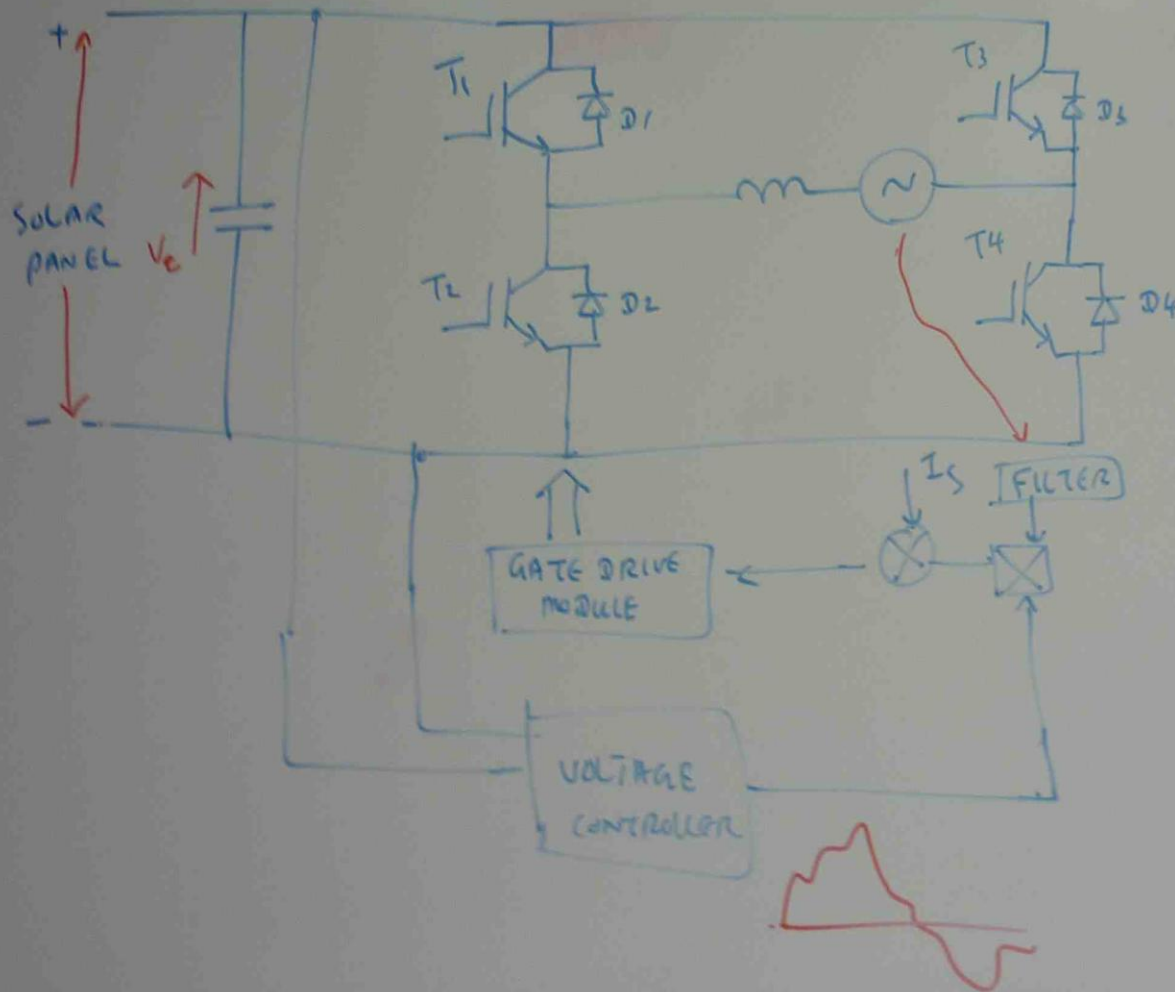 +
T1
D1
T3
D3
SOLAR
PANEL
Vc
~
T2
D2
T4
D4
-
Is
FILTER
GATE DRIVE
MODULE
VOLTAGE
CONTROLLER